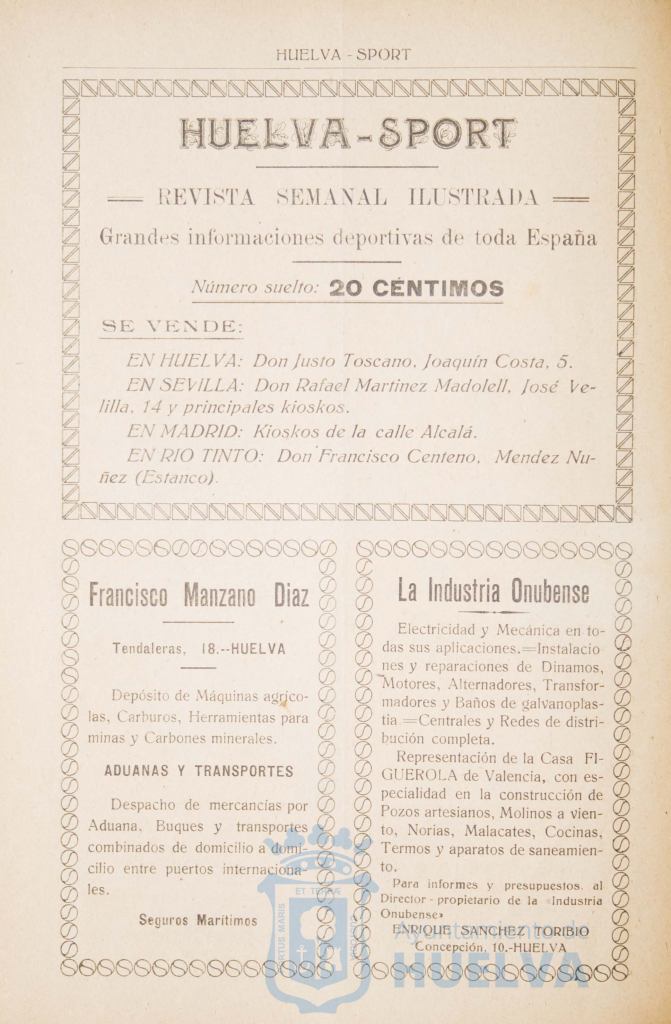 HUELVA - SPORT
HUELVA-SPORT
REVISTA SEMANAL ILUSTRADA
Grandes informaciones deportivas de toda España
Número suelto: 20 CÉNTIMOS
SE VENDE:
EN HUELVA: Don Justo Toscano, Joaquín Costa, 5.
EN SEVILLA: Don Rafael Martinez Madolell, José Ve-
lilla, 14 y principales kioskos.
EN MADRID: Kioskos de la calle Alcalá.
EN RIO TINTO: Don Francisco Centeno, Mendez Nu-
ñez (Estanco).
Francisco Manzano Diaz
Tendaleras, 18.--HUELVA
Depósito de Máquinas agríco-
las, Carburos, Herramientas para
minas y Carbones minerales.
ADUANAS Y TRANSPORTES
Despacho de mercancías por
Aduana, Buques y transportes
combinados de domicilio a domi-
cilio entre puertos internaciona-
les.
Seguros Marítimos
La Industria Onubense
Electricidad y Mecánica en to-
das sus aplicaciones.=Instalacio
nes y reparaciones de Dinamos,
Motores, Alternadores, Transfor-
madores y Baños de galvanoplas-
tia.=Centrales y Redes de distri-
bución completa.
Representación de la Casa FI-
GUEROLA de Valencia, con es-
pecialidad en la construcción de
Pozos artesianos, Molinos a vien-
to, Norias, Malacates, Cocinas,
Termos y aparatos de saneamien-
to.
Para informes y presupuestos al
Director-propietario de la «Industria
Onubense»
ENRIQUE SANCHEZ TORIBIO
Concepción, 10.-HUELVA
ET TERRÆ
PORTUS MARIS
Ayuntamiento de
HUELVA